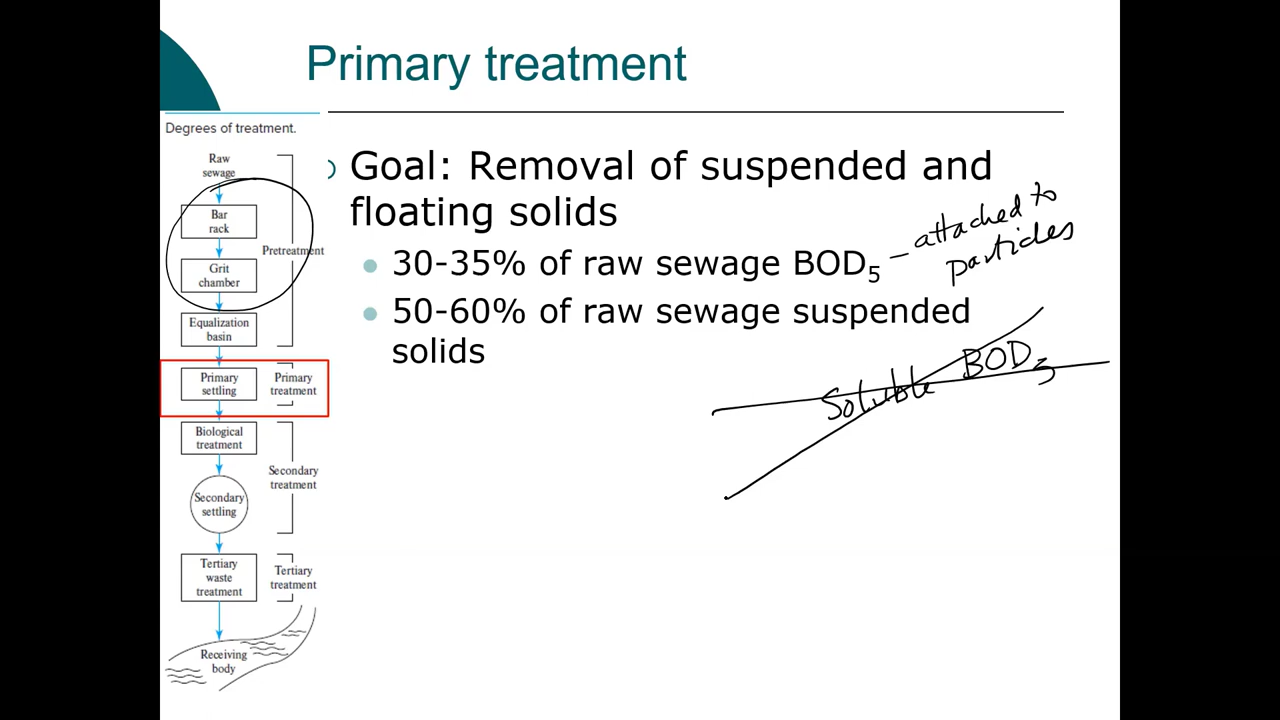 Primary treatment
Degrees of treatment.
Raw
sewage
Bar
rack
Pretreatment
Grit
chamber
Equalization
basin
Primary
settling
Primary
treatment
Biological
treatment
Secondary
treatment
Secondary
settling
Tertiary
waste
treatment
Tertiary
treatment
Receiving
body
Goal: Removal of suspended and
floating solids
30-35% of raw sewage BOD₅ – attached to
particles
50-60% of raw sewage suspended
solids
Soluble BOD₅